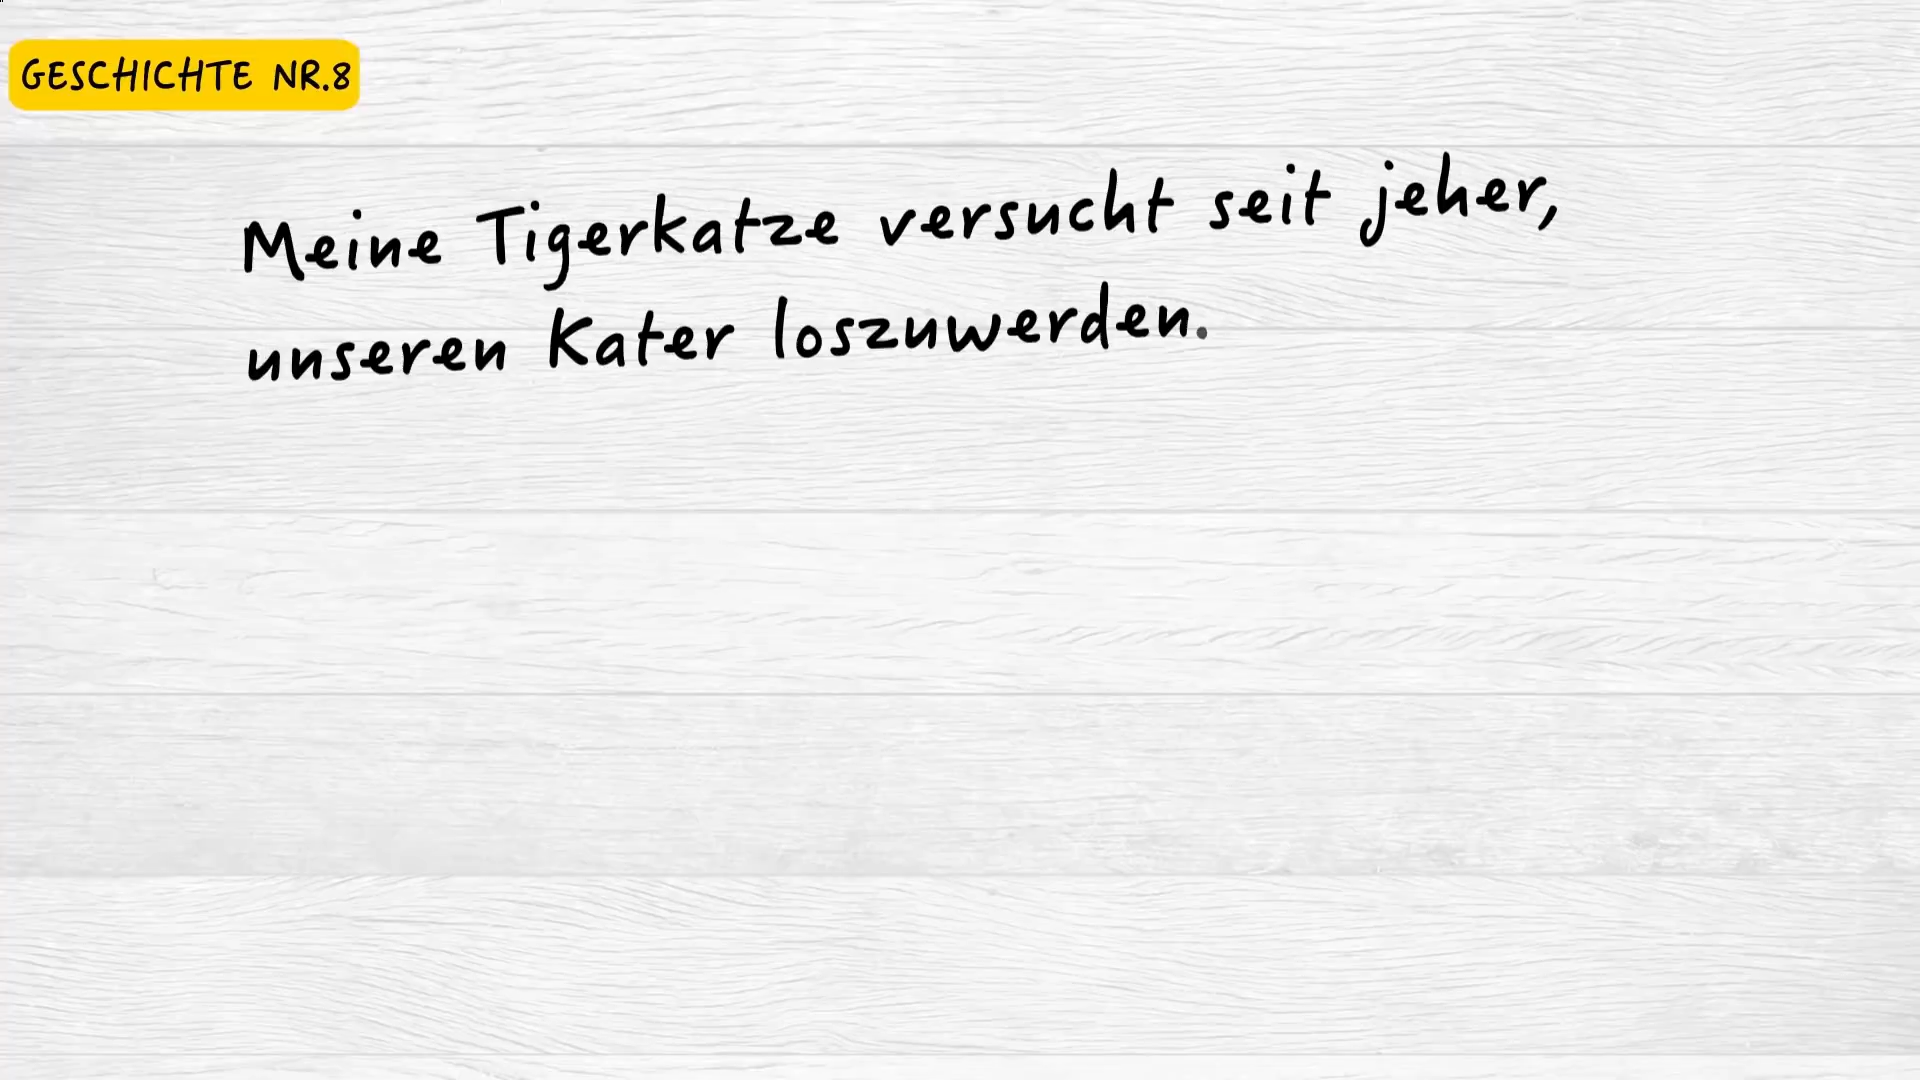 GESCHICHTE NR.8
Meine Tigerkatze versucht seit jeher,
unseren Kater loszuwerden.